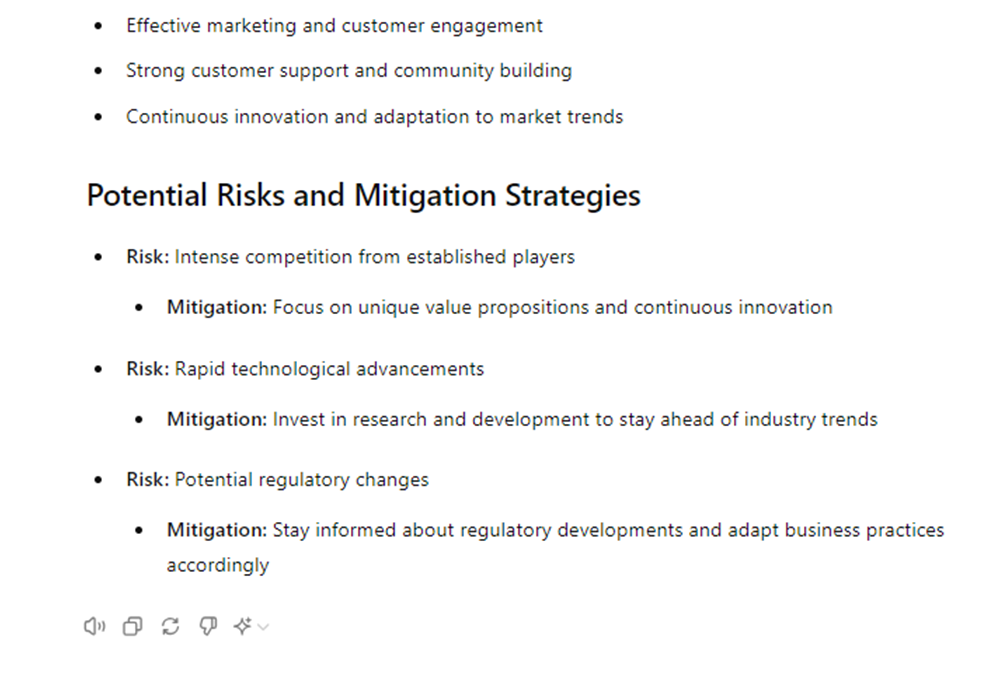 Effective marketing and customer engagement
Strong customer support and community building
Continuous innovation and adaptation to market trends
Potential Risks and Mitigation Strategies
Risk: Intense competition from established players
Mitigation: Focus on unique value propositions and continuous innovation
Risk: Rapid technological advancements
Mitigation: Invest in research and development to stay ahead of industry trends
Risk: Potential regulatory changes
Mitigation: Stay informed about regulatory developments and adapt business practices
accordingly